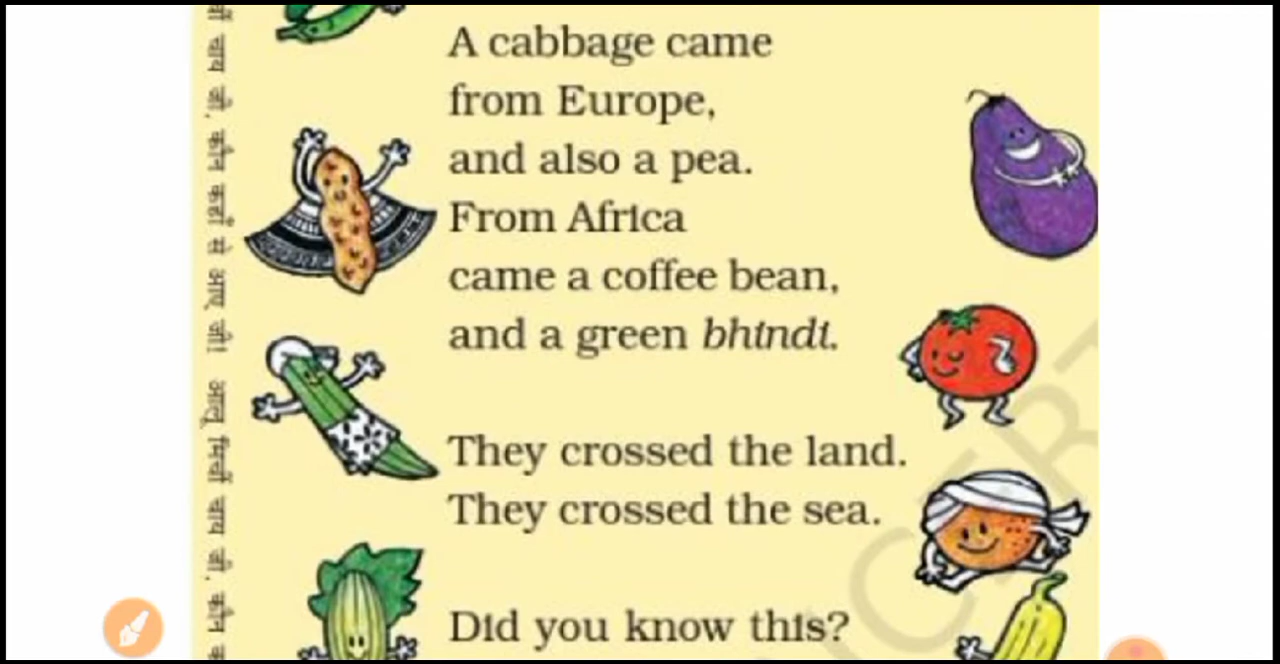 A cabbage came
from Europe,
and also a pea.
From Africa
came a coffee bean,
and a green bhindi.
They crossed the land.
They crossed the sea.
Did you know this?
चाय जी, कौन कहाँ से आए जी! आलू मिर्ची चाय जी, कौन